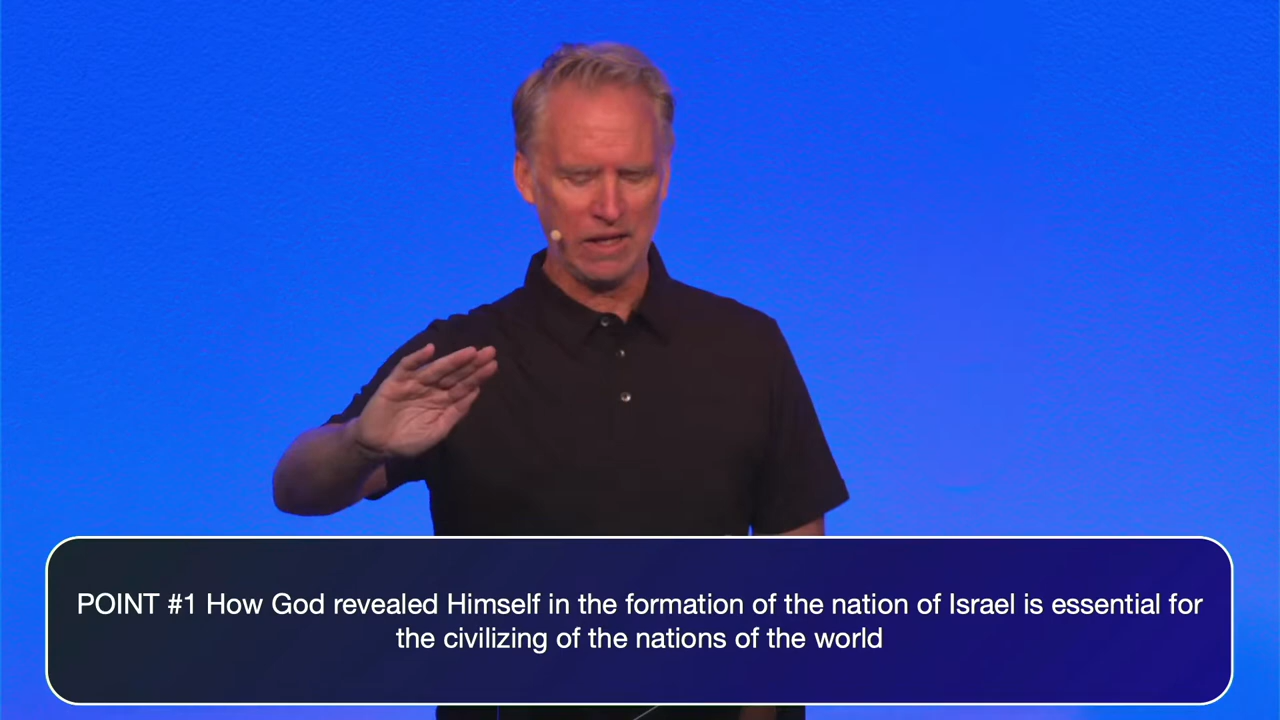 POINT #1 How God revealed Himself in the formation of the nation of Israel is essential for
the civilizing of the nations of the world